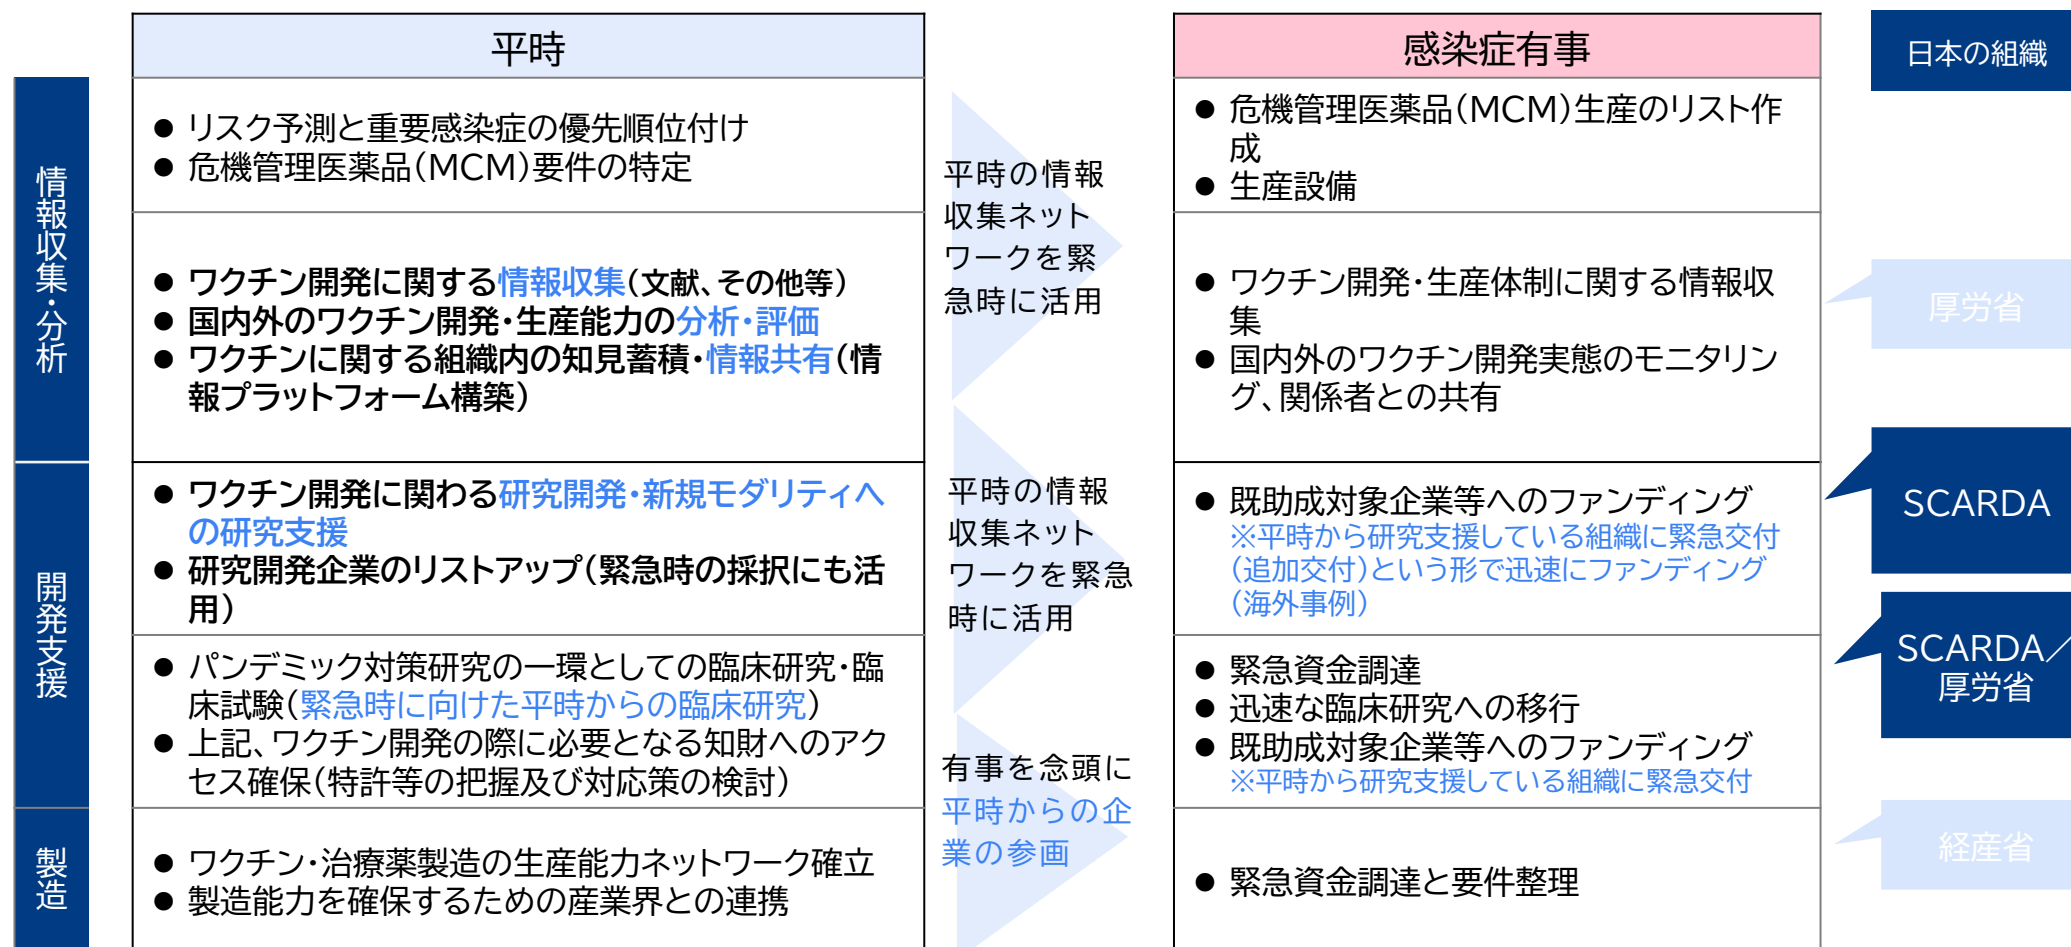 平時
感染症有事
日本の組織
情報収集・分析
● リスク予測と重要感染症の優先順位付け
● 危機管理医薬品(MCM)要件の特定
平時の情報
収集ネット
ワークを緊
急時に活用
● 危機管理医薬品(MCM)生産のリスト作
成
● 生産設備
● ワクチン開発に関する情報収集(文献、その他等)
● 国内外のワクチン開発・生産能力の分析・評価
● ワクチンに関する組織内の知見蓄積・情報共有(情
報プラットフォーム構築)
● ワクチン開発・生産体制に関する情報収
集
● 国内外のワクチン開発実態のモニタリン
グ、関係者との共有
厚労省
開発支援
● ワクチン開発に関わる研究開発・新規モダリティへ
の研究支援
● 研究開発企業のリストアップ(緊急時の採択にも活
用)
平時の情報
収集ネット
ワークを緊急
時に活用
● 既助成対象企業等へのファンディング
※平時から研究支援している組織に緊急交付
(追加交付)という形で迅速にファンディング
(海外事例)
SCARDA
● パンデミック対策研究の一環としての臨床研究・臨
床試験(緊急時に向けた平時からの臨床研究)
● 上記、ワクチン開発の際に必要となる知財へのアク
セス確保(特許等の把握及び対応策の検討)
有事を念頭に
平時からの企
業の参画
● 緊急資金調達
● 迅速な臨床研究への移行
● 既助成対象企業等へのファンディング
※平時から研究支援している組織に緊急交付
SCARDA／
厚労省
製造
● ワクチン・治療薬製造の生産能力ネットワーク確立
● 製造能力を確保するための産業界との連携
● 緊急資金調達と要件整理
経産省